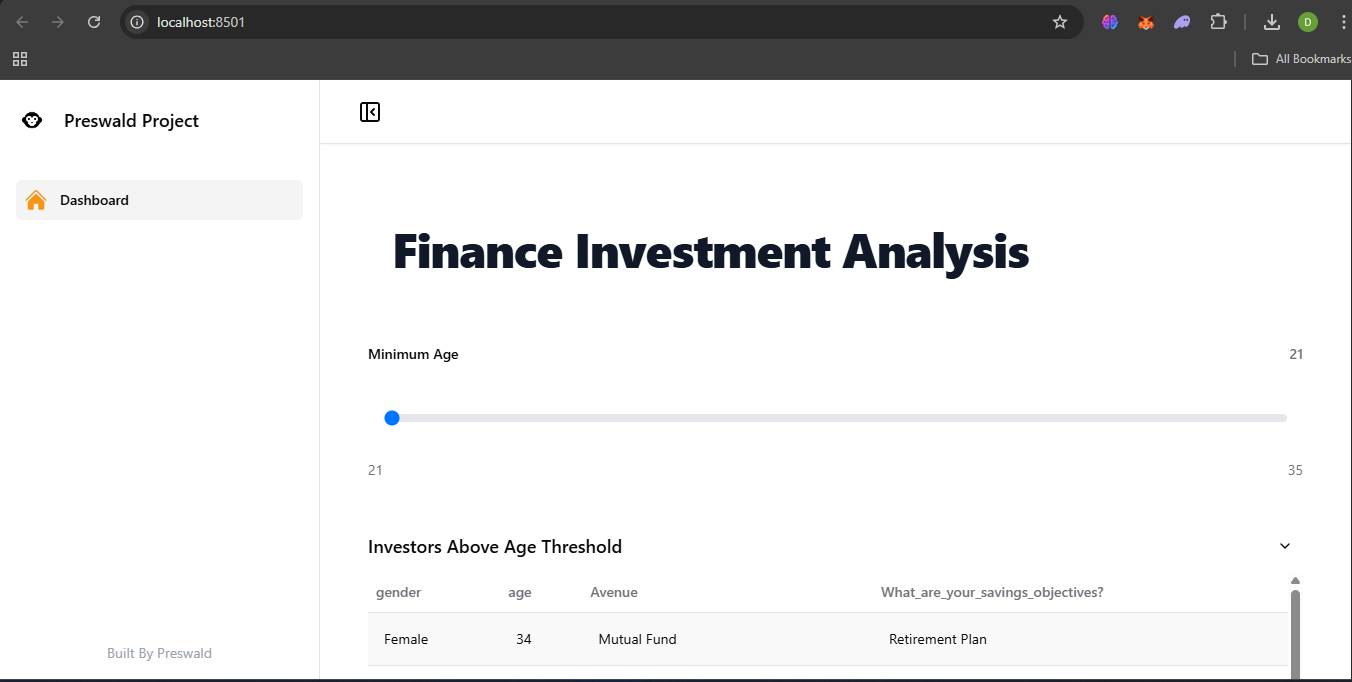 localhost:8501
D
All Bookmarks
Preswald Project
Dashboard
Finance Investment Analysis
Minimum Age 21
21 35
Investors Above Age Threshold
gender age Avenue What_are_your_savings_objectives?
Female 34 Mutual Fund Retirement Plan
Built By Preswald